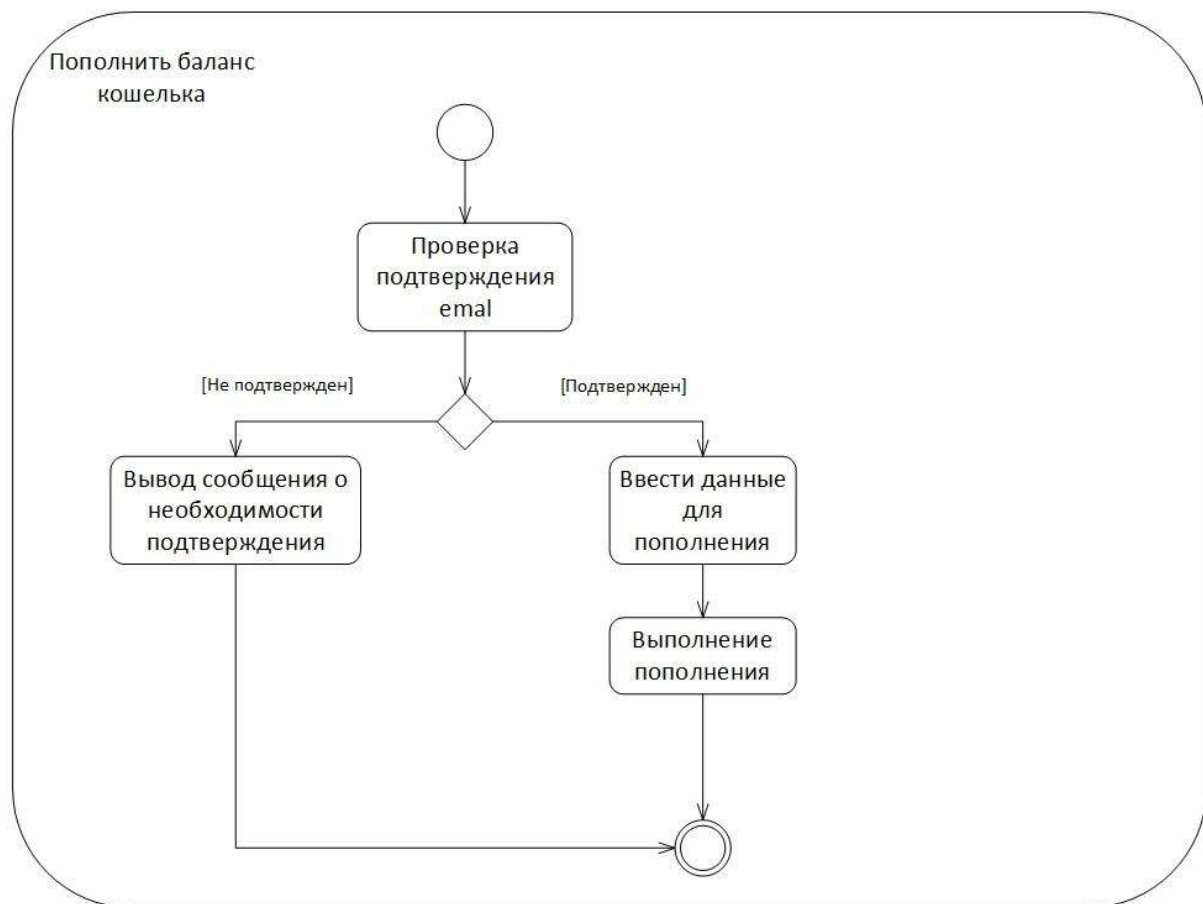 Пополнить баланс
кошелька
Проверка
подтверждения
emal
[Не подтвержден]
[Подтвержден]
Вывод сообщения о
необходимости
подтверждения
Ввести данные
для
пополнения
Выполнение
пополнения